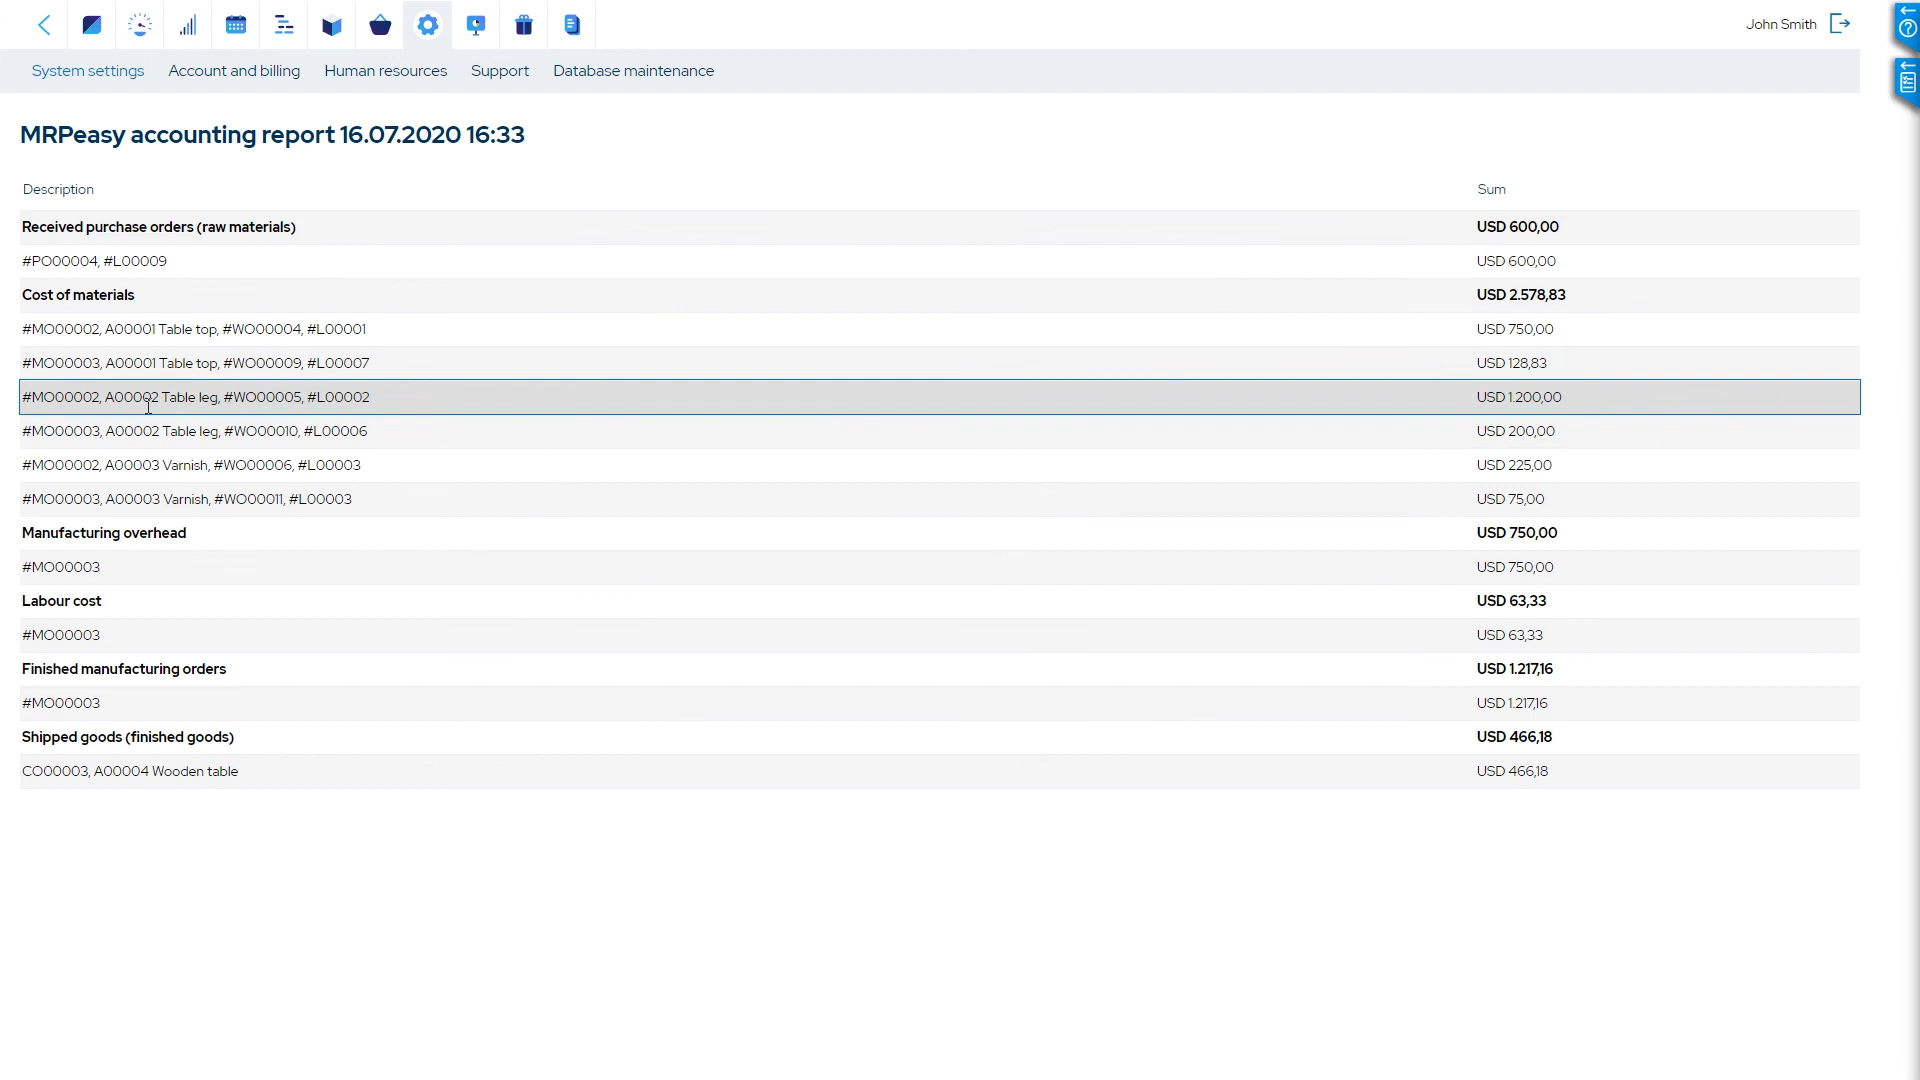 John Smith
System settings Account and billing Human resources Support Database maintenance
MRPeasy accounting report 16.07.2020 16:33
Description Sum
Received purchase orders (raw materials) USD 600,00
#PO00004, #L00009 USD 600,00
Cost of materials USD 2.578,83
#MO00002, A00001 Table top, #WO00004, #L00001 USD 750,00
#MO00003, A00001 Table top, #WO00009, #L00007 USD 128,83
#MO00002, A00002 Table leg, #WO00005, #L00002 USD 1.200,00
#MO00003, A00002 Table leg, #WO00010, #L00006 USD 200,00
#MO00002, A00003 Varnish, #WO00006, #L00003 USD 225,00
#MO00003, A00003 Varnish, #WO00011, #L00003 USD 75,00
Manufacturing overhead USD 750,00
#MO00003 USD 750,00
Labour cost USD 63,33
#MO00003 USD 63,33
Finished manufacturing orders USD 1.217,16
#MO00003 USD 1.217,16
Shipped goods (finished goods) USD 466,18
CO00003, A00004 Wooden table USD 466,18